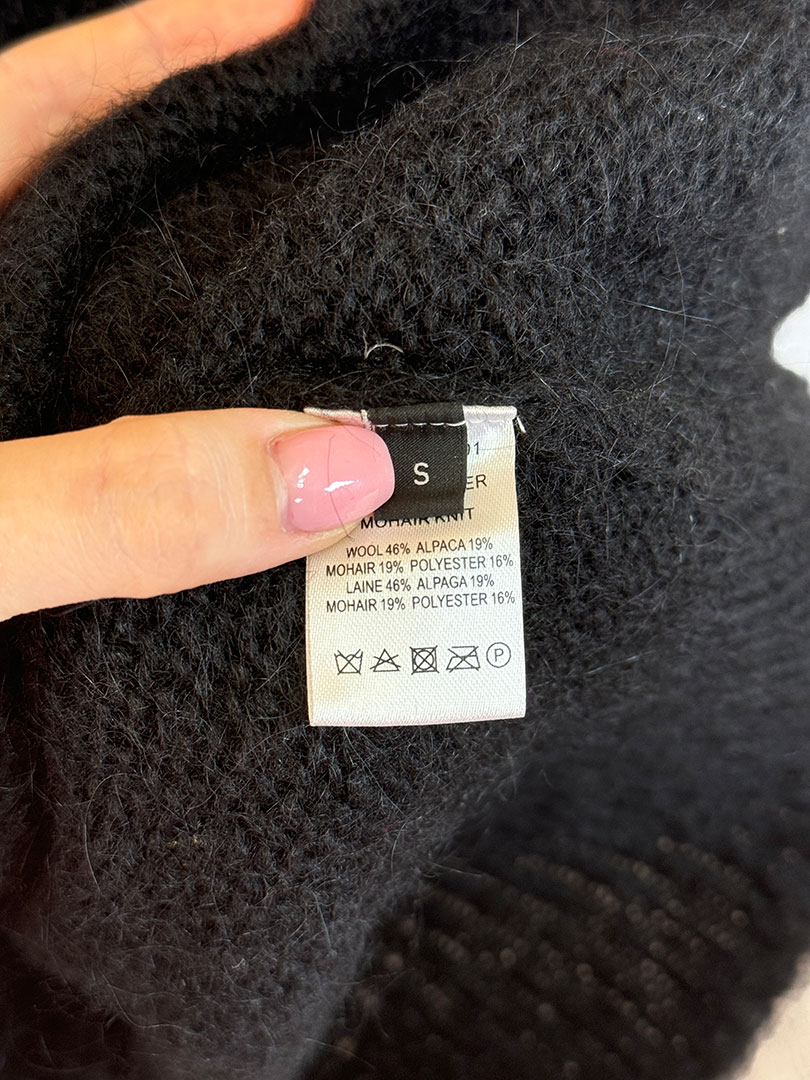 S
MOHAIR KNIT
WOOL 46% ALPACA 19%
MOHAIR 19% POLYESTER 16%
LAINE 46% ALPAGA 19%
MOHAIR 19% POLYESTER 16%
P